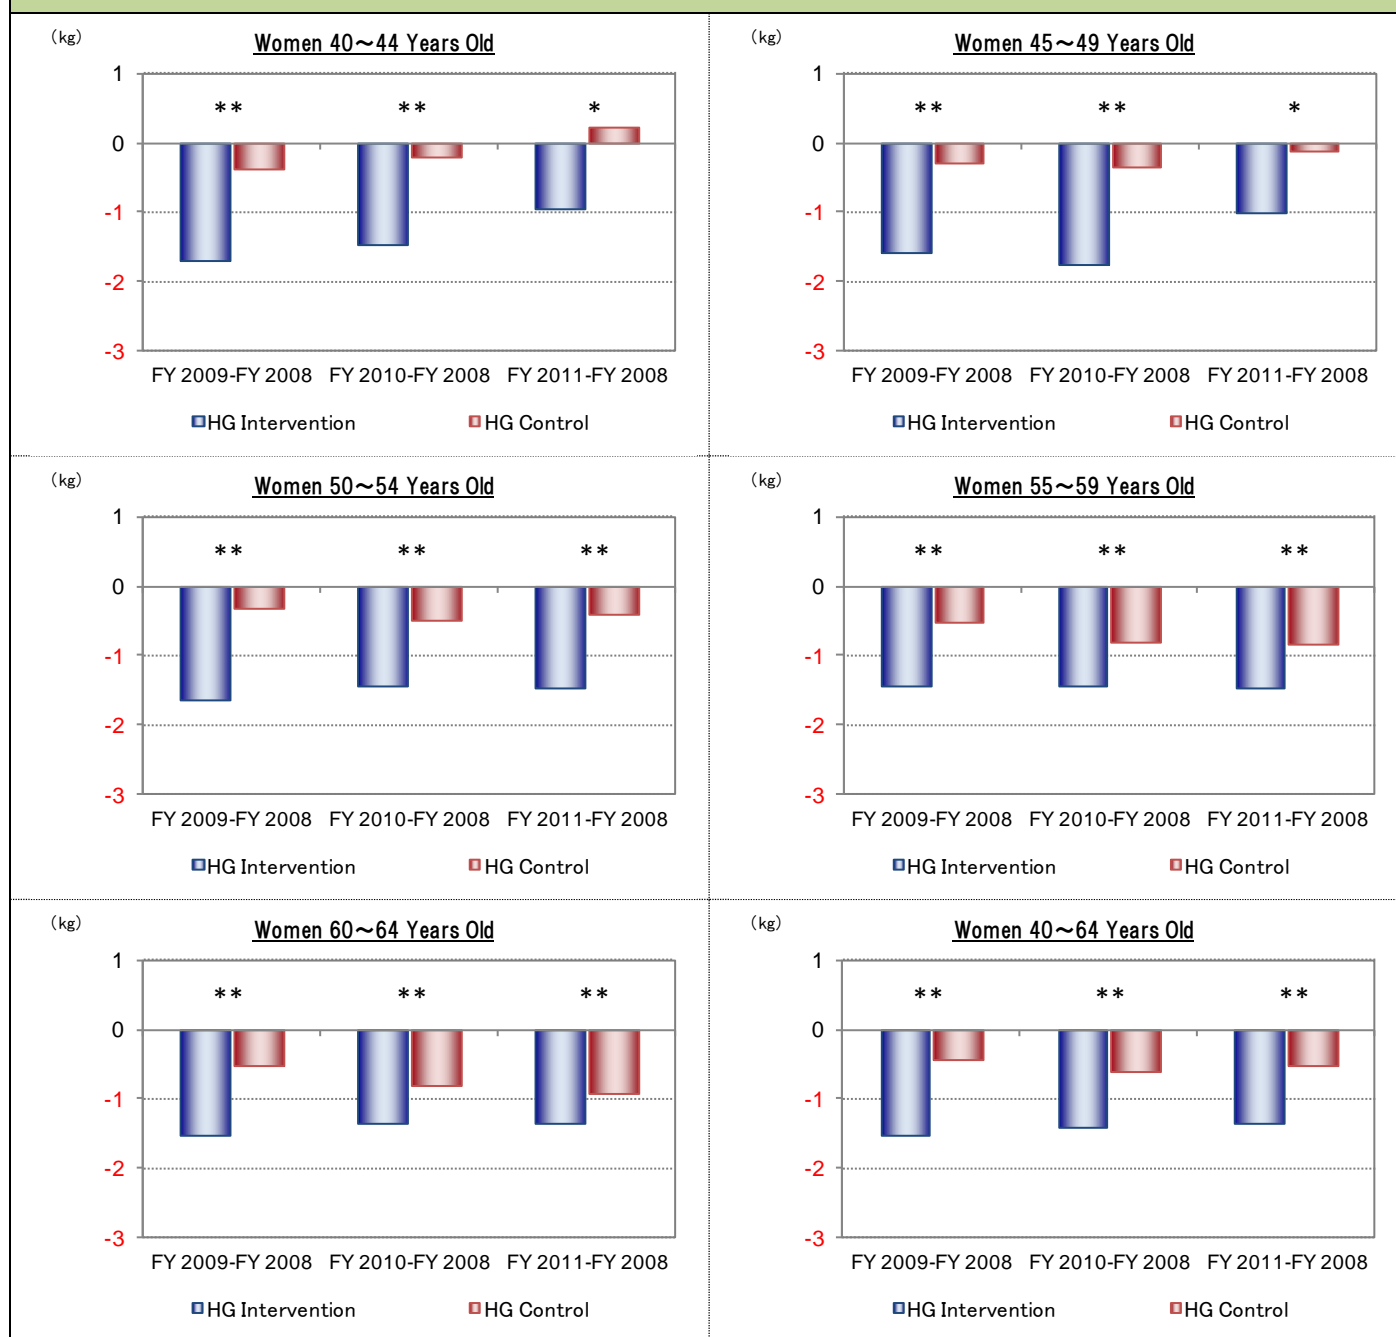 (kg)
Women 40～44 Years Old
1
** ** *
0
-1
-2
-3
FY 2009-FY 2008 FY 2010-FY 2008 FY 2011-FY 2008
HG Intervention HG Control
(kg)
Women 45～49 Years Old
1
** ** *
0
-1
-2
-3
FY 2009-FY 2008 FY 2010-FY 2008 FY 2011-FY 2008
HG Intervention HG Control
(kg)
Women 50～54 Years Old
1
** ** **
0
-1
-2
-3
FY 2009-FY 2008 FY 2010-FY 2008 FY 2011-FY 2008
HG Intervention HG Control
(kg)
Women 55～59 Years Old
1
** ** **
0
-1
-2
-3
FY 2009-FY 2008 FY 2010-FY 2008 FY 2011-FY 2008
HG Intervention HG Control
(kg)
Women 60～64 Years Old
1
** ** **
0
-1
-2
-3
FY 2009-FY 2008 FY 2010-FY 2008 FY 2011-FY 2008
HG Intervention HG Control
(kg)
Women 40～64 Years Old
1
** ** **
0
-1
-2
-3
FY 2009-FY 2008 FY 2010-FY 2008 FY 2011-FY 2008
HG Intervention HG Control